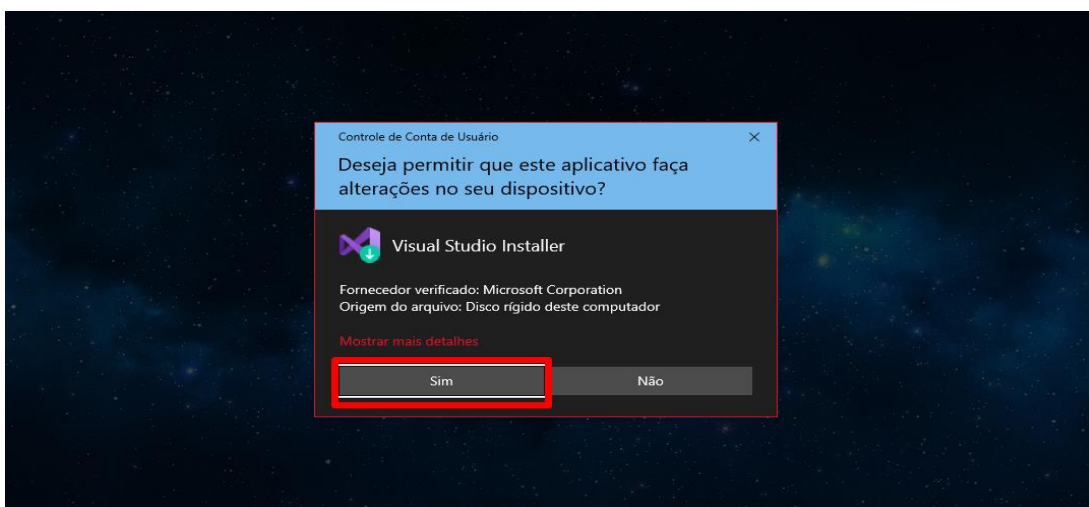 Controle de Conta de Usuário
Deseja permitir que este aplicativo faça
alterações no seu dispositivo?
Visual Studio Installer
Fornecedor verificado: Microsoft Corporation
Origem do arquivo: Disco rígido deste computador
Mostrar mais detalhes
Sim
Não